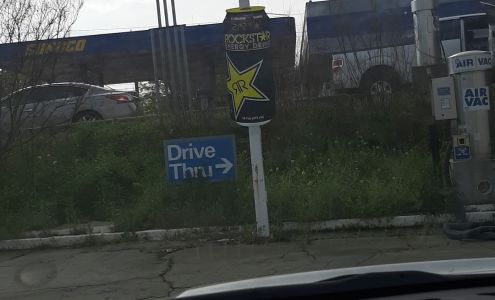 SUNOCO
ROCKSTAR
ENERGY DRINK
R R
Drive
Thru →
AIR VAC
AIR
VAC